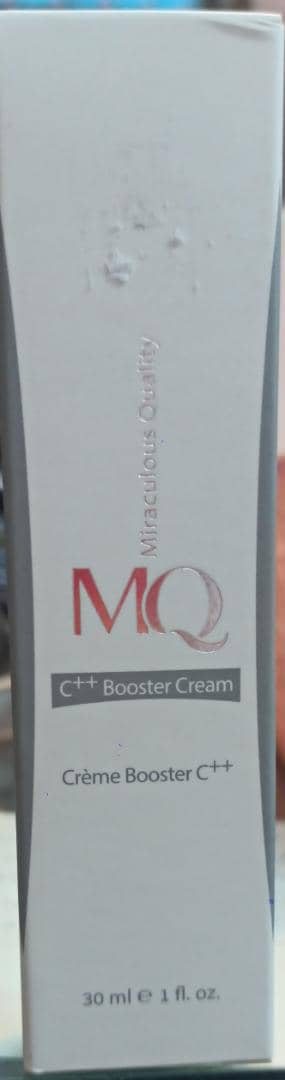 Miraculous Quality
MQ
C++ Booster Cream
Crème Booster C++
30 ml ℮ 1 fl. oz.